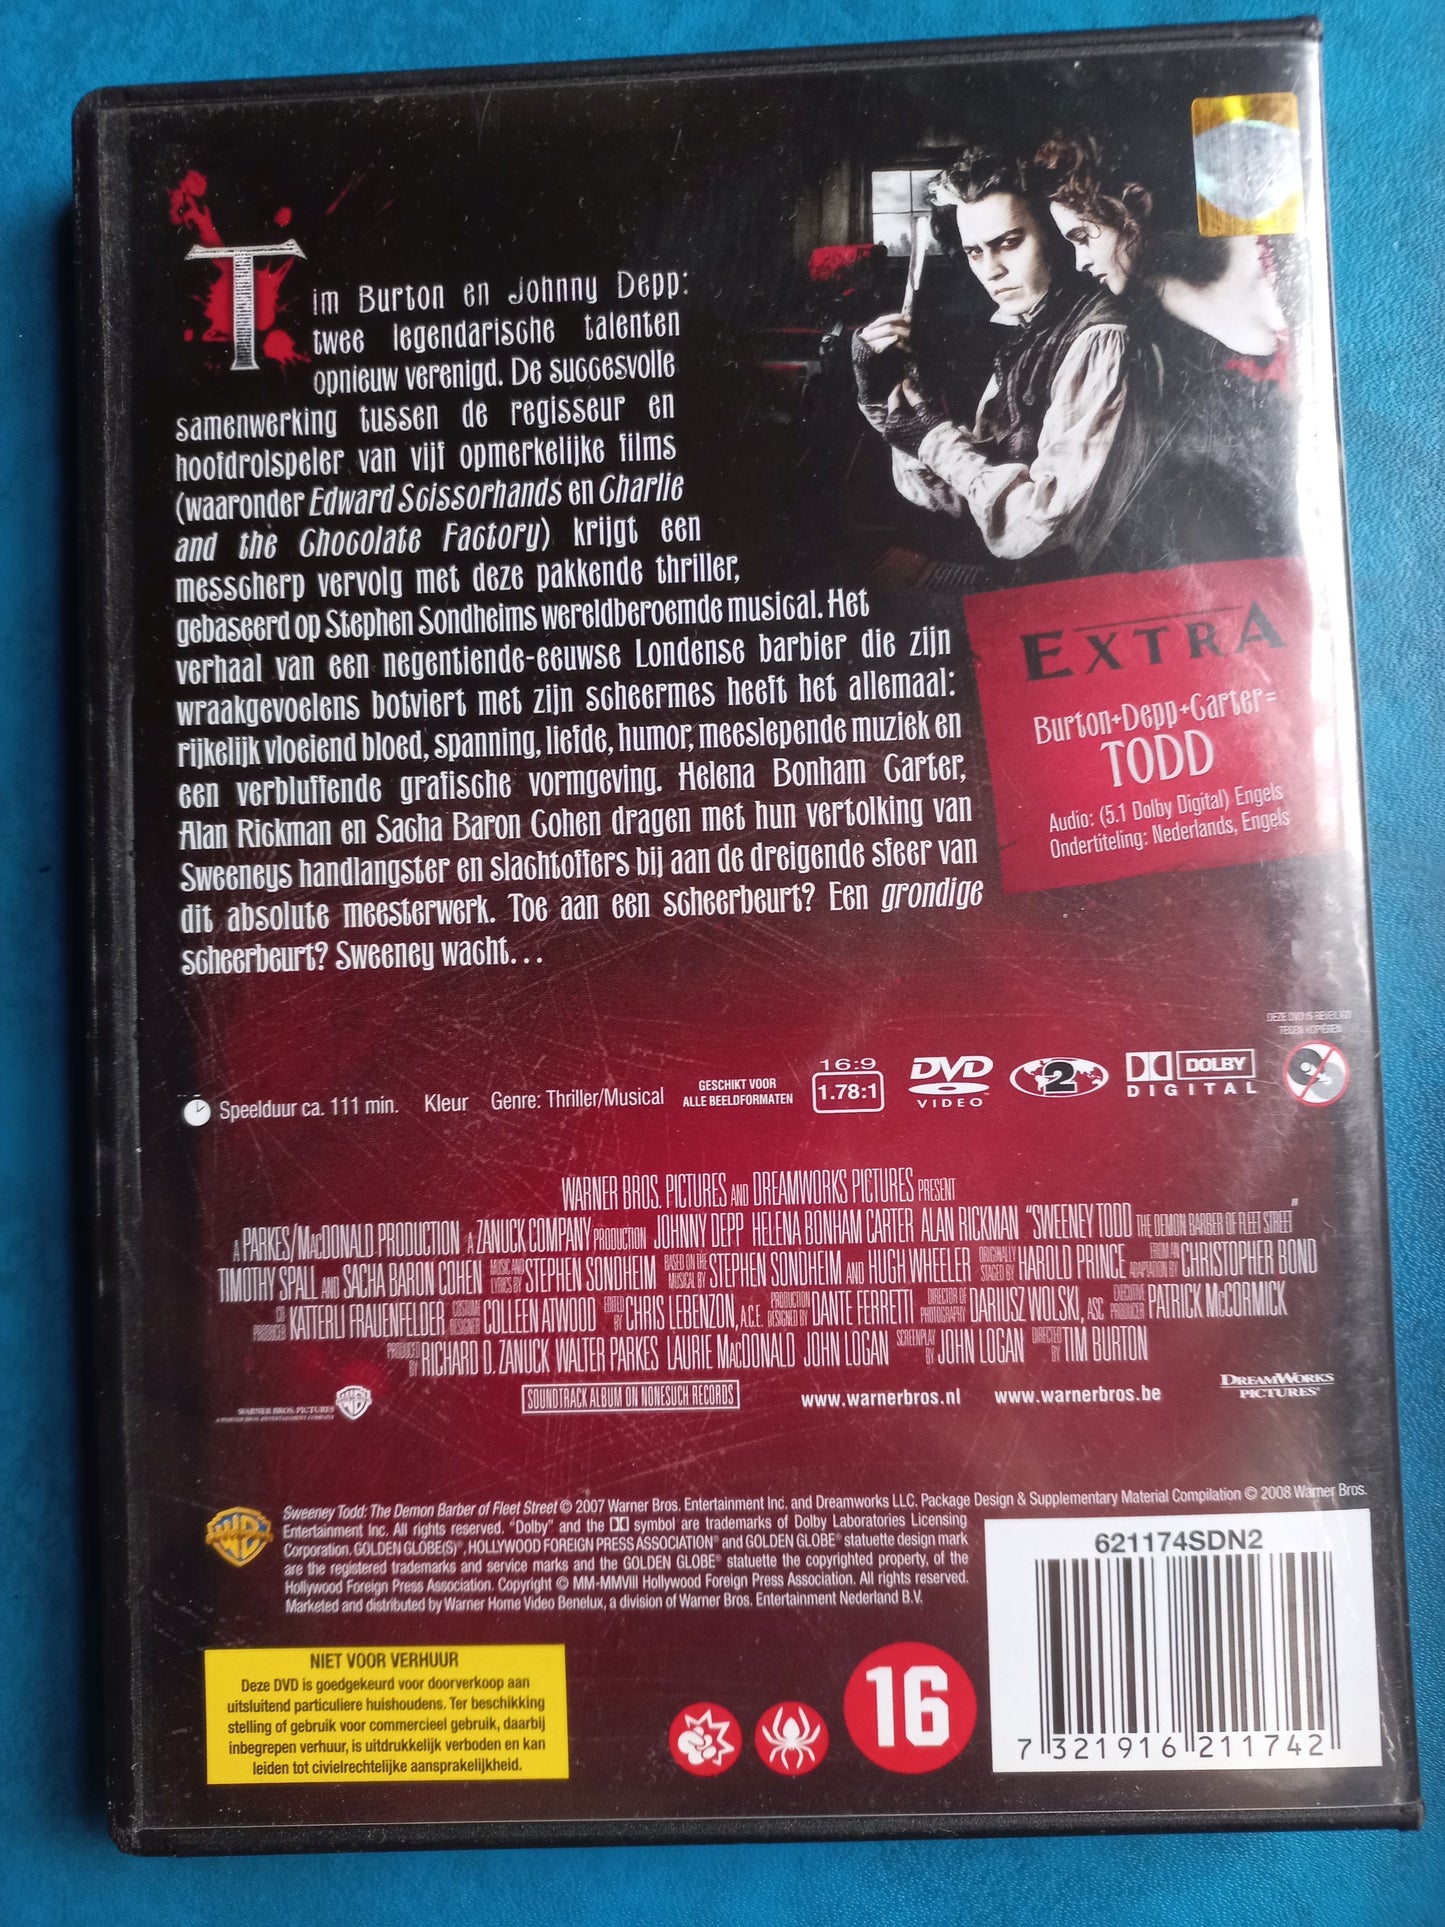 Tim Burton en Johnny Depp:
twee legendarische talenten
opnieuw verenigd. De succesvolle
samenwerking tussen de regisseur en
hoofdrolspeler van vijf opmerkelijke films
(waaronder Edward Scissorhands en Charlie
and the Chocolate Factory) krijgt een
messcherp vervolg met deze pakkende thriller,
gebaseerd op Stephen Sondheims wereldberoemde musical. Het
verhaal van een negentiende-eeuwse Londense barbier die zijn
wraakgevoelens botviert met zijn scheermes heeft het allemaal:
rijkelijk vloeiend bloed, spanning, liefde, humor, meeslepende muziek en
een verbluffende grafische vormgeving. Helena Bonham Carter,
Alan Rickman en Sacha Baron Cohen dragen met hun vertolking van
Sweeneys handlangster en slachtoffers bij aan de dreigende sfeer van
dit absolute meesterwerk. Toe aan een scheerbeurt? Een grondige
scheerbeurt? Sweeney wacht...
EXTRA
Burton+Depp+Carter=
TODD
Audio: (5.1 Dolby Digital) Engels
Ondertiteling: Nederlands, Engels
DEZE DVD IS BEVEILIGD
TEGEN KOPIËREN
Speelduur ca. 111 min. Kleur Genre: Thriller/Musical
GESCHIKT VOOR
ALLE BEELDFORMATEN
16:9
1.78:1
DVD
VIDEO
2
DOLBY
DIGITAL
WARNER BROS. PICTURES AND DREAMWORKS PICTURES PRESENT
A PARKES/MACDONALD PRODUCTION A ZANUCK COMPANY PRODUCTION JOHNNY DEPP HELENA BONHAM CARTER ALAN RICKMAN "SWEENEY TODD THE DEMON BARBER OF FLEET STREET"
TIMOTHY SPALL AND SACHA BARON COHEN MUSIC AND LYRICS BY STEPHEN SONDHEIM BASED ON THE MUSICAL BY STEPHEN SONDHEIM AND HUGH WHEELER ORIGINALLY STAGED BY HAROLD PRINCE FROM AN ADAPTATION BY CHRISTOPHER BOND
CO PRODUCER KATTERLI FRAUENFELDER COSTUME DESIGNER COLLEEN ATWOOD EDITED BY CHRIS LEBENZON, A.C.E. PRODUCTION DESIGNED BY DANTE FERRETTI DIRECTOR OF PHOTOGRAPHY DARIUSZ WOLSKI, ASC EXECUTIVE PRODUCER PATRICK McCORMICK
PRODUCED BY RICHARD D. ZANUCK WALTER PARKES LAURIE MACDONALD JOHN LOGAN SCREENPLAY BY JOHN LOGAN DIRECTED BY TIM BURTON
WARNER BROS. PICTURES
A WARNER BROS. ENTERTAINMENT COMPANY
SOUNDTRACK ALBUM ON NONESUCH RECORDS
www.warnerbros.nl www.warnerbros.be
DREAMWORKS
PICTURES
Sweeney Todd: The Demon Barber of Fleet Street © 2007 Warner Bros. Entertainment Inc. and Dreamworks LLC. Package Design & Supplementary Material Compilation © 2008 Warner Bros.
Entertainment Inc. All rights reserved. "Dolby" and the DD symbol are trademarks of Dolby Laboratories Licensing
Corporation. GOLDEN GLOBE(S)®, HOLLYWOOD FOREIGN PRESS ASSOCIATION® and GOLDEN GLOBE® statuette design mark
are the registered trademarks and service marks and the GOLDEN GLOBE® statuette the copyrighted property, of the
Hollywood Foreign Press Association. Copyright © MM-MMVIII Hollywood Foreign Press Association. All rights reserved.
Marketed and distributed by Warner Home Video Benelux, a division of Warner Bros. Entertainment Nederland B.V.
NIET VOOR VERHUUR
Deze DVD is goedgekeurd voor doorverkoop aan
uitsluitend particuliere huishoudens. Ter beschikking
stelling of gebruik voor commercieel gebruik, daarbij
inbegrepen verhuur, is uitdrukkelijk verboden en kan
leiden tot civielrechtelijke aansprakelijkheid.
16
621174SDN2
7 321916 211742